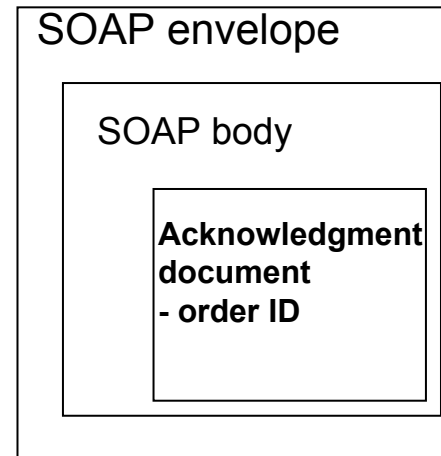 SOAP envelope
SOAP body
Acknowledgment
document
- order ID